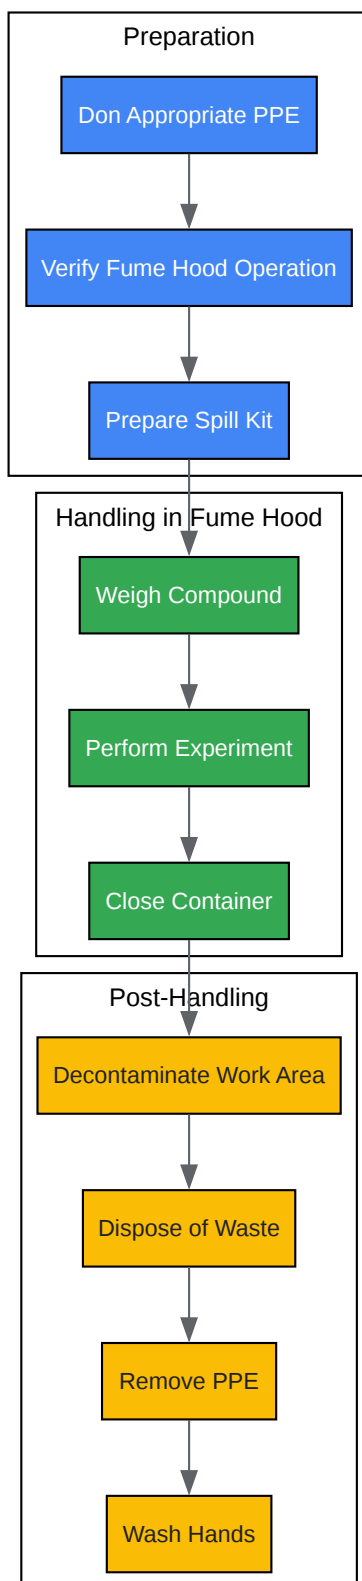 Preparation
Don Appropriate PPE
Verify Fume Hood Operation
Prepare Spill Kit
Handling in Fume Hood
Weigh Compound
Perform Experiment
Close Container
Post-Handling
Decontaminate Work Area
Dispose of Waste
Remove PPE
Wash Hands